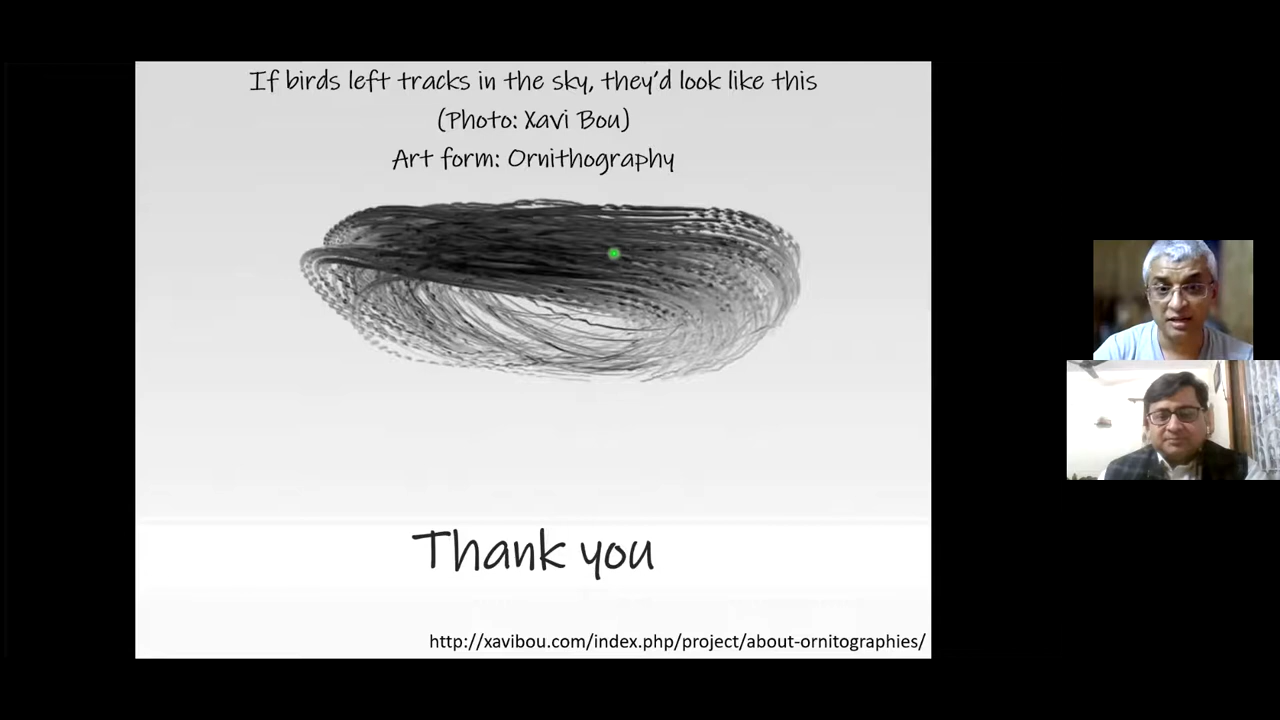 If birds left tracks in the sky, they'd look like this
(Photo: Xavi Bou)
Art form: Ornithography
Thank you
http://xavibou.com/index.php/project/about-ornitographies/